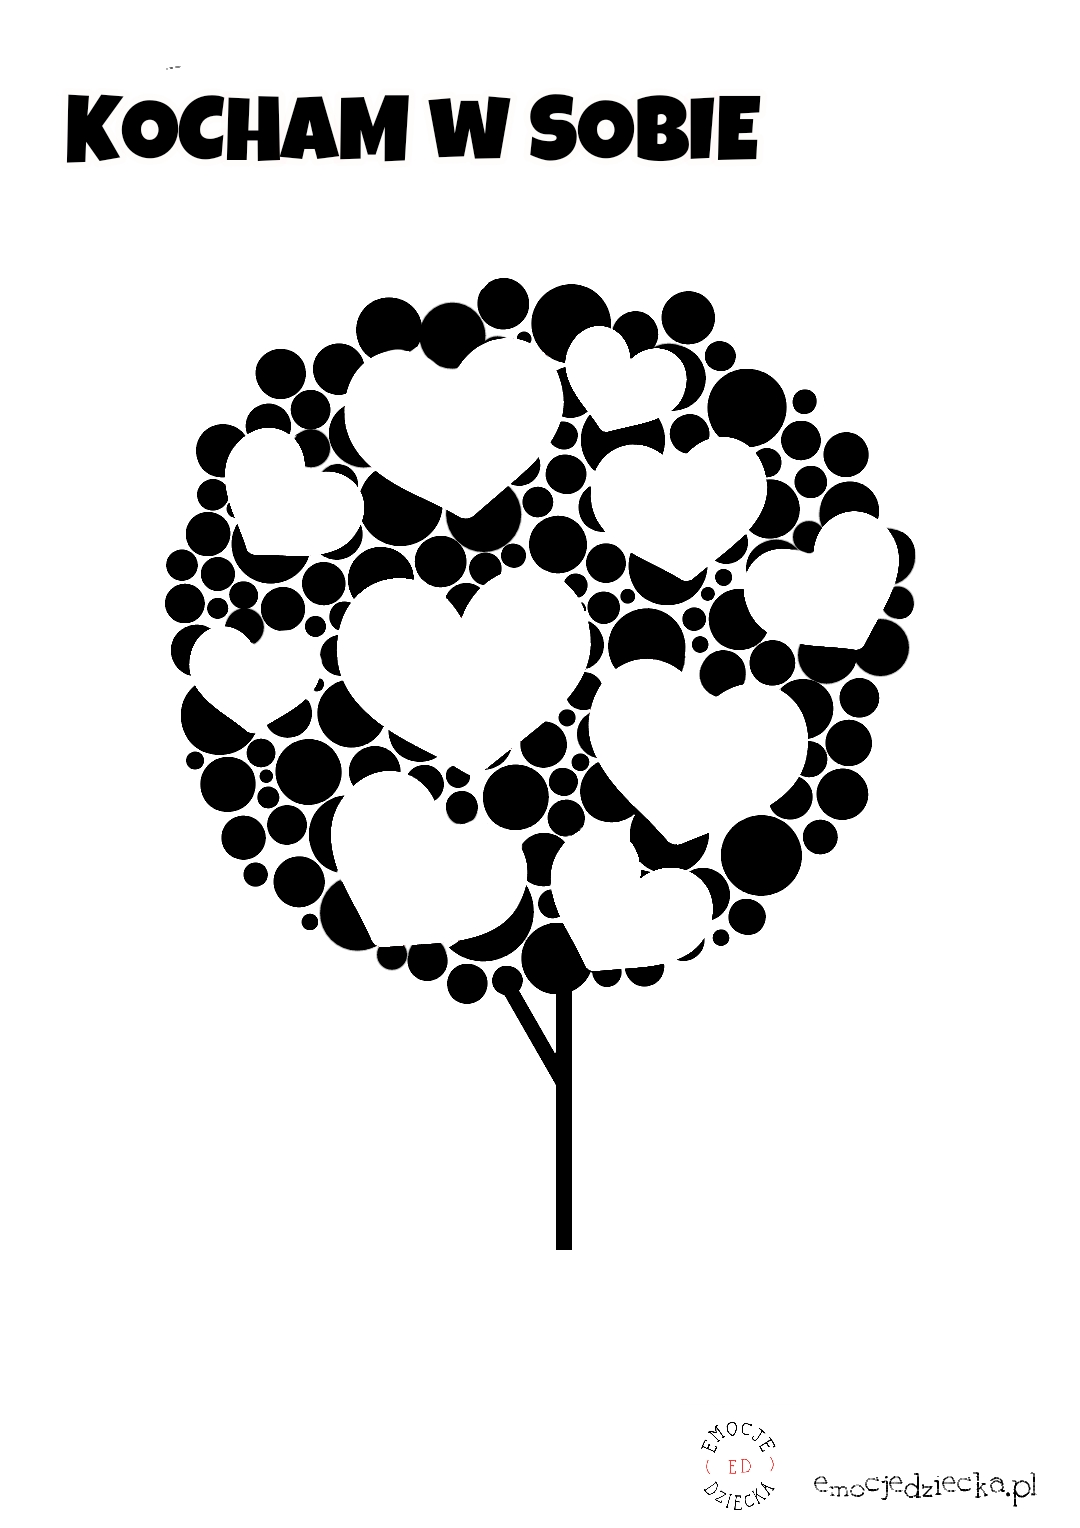 KOCHAM W SOBIE
EMOCJE
( ED )
DZIECKA
emocjedziecka.pl